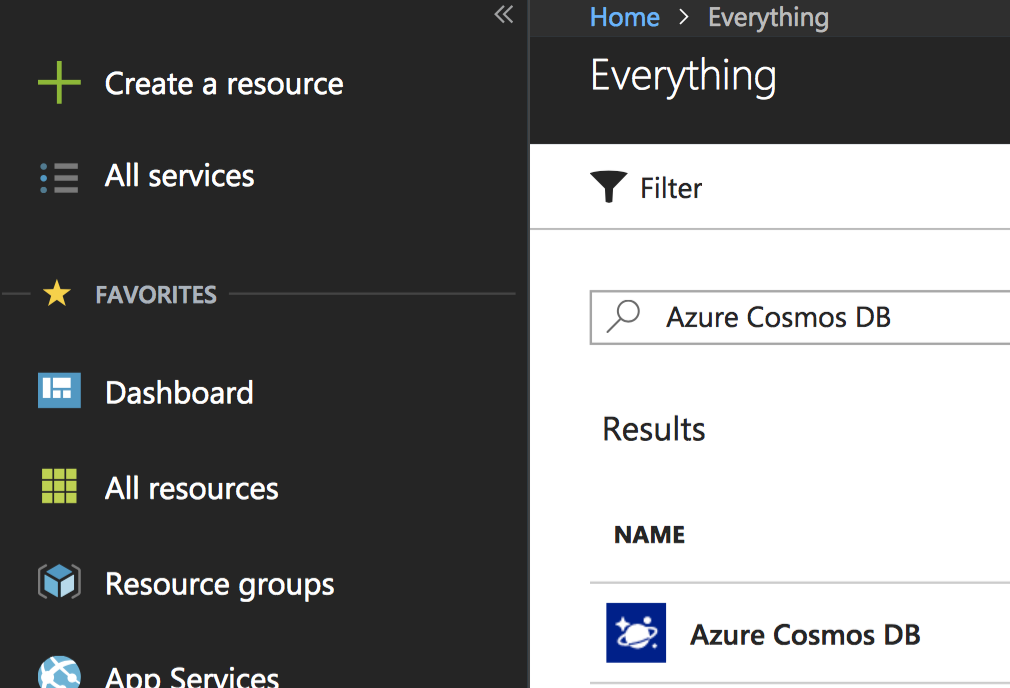 Create a resource
All services
FAVORITES
Dashboard
All resources
Resource groups
App Services
Home > Everything
Everything
Filter
Azure Cosmos DB
Results
NAME
Azure Cosmos DB